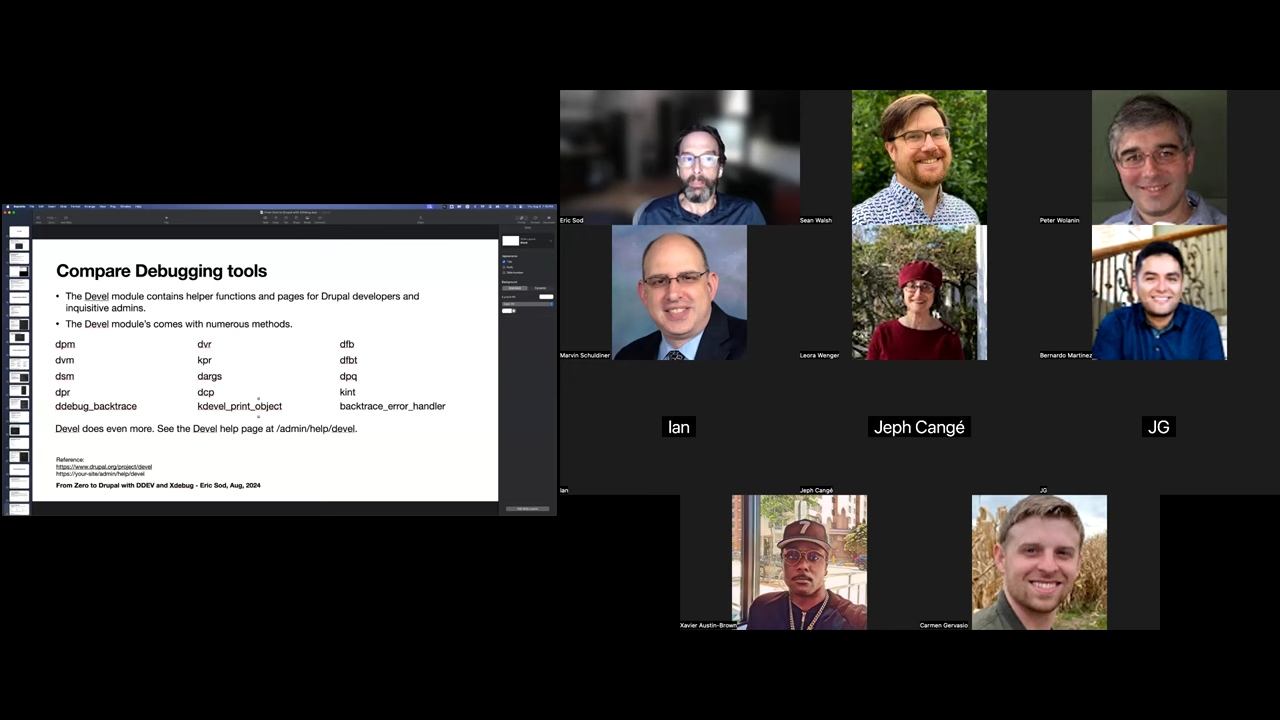 Compare Debugging tools
• The Devel module contains helper functions and pages for Drupal developers and
inquisitive admins.
• The Devel module's comes with numerous methods.
dpm dvr dfb
dvm kpr dfbt
dsm dargs dpq
dpr dcp kint
ddebug_backtrace kdevel_print_object backtrace_error_handler
Devel does even more. See the Devel help page at /admin/help/devel.
Reference:
https://www.drupal.org/project/devel
https://your-site/admin/help/devel
From Zero to Drupal with DDEV and Xdebug - Eric Sod, Aug, 2024
Eric Sod
Sean Walsh
Peter Wolanin
Marvin Schuldiner
Leora Wenger
Bernardo Martinez
Ian
Jeph Cangé
JG
Ian
Jeph Cangé
JG
7
Xavier Austin-Brown
Carmen Gervasio